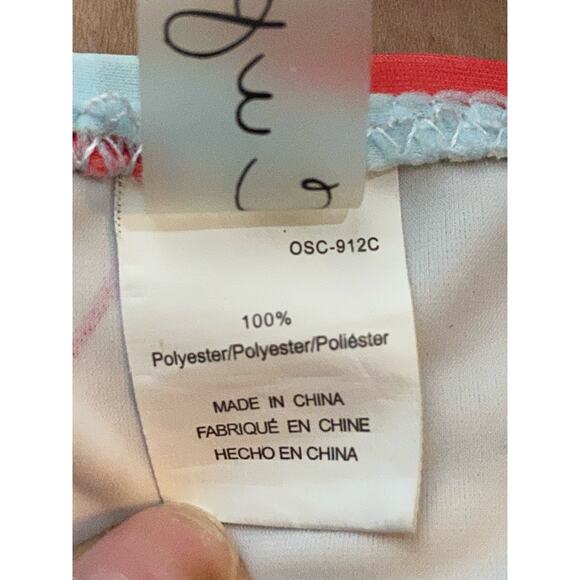 OSC-912C
100%
Polyester/Polyester/Poliéster
MADE IN CHINA
FABRIQUÉ EN CHINE
HECHO EN CHINA